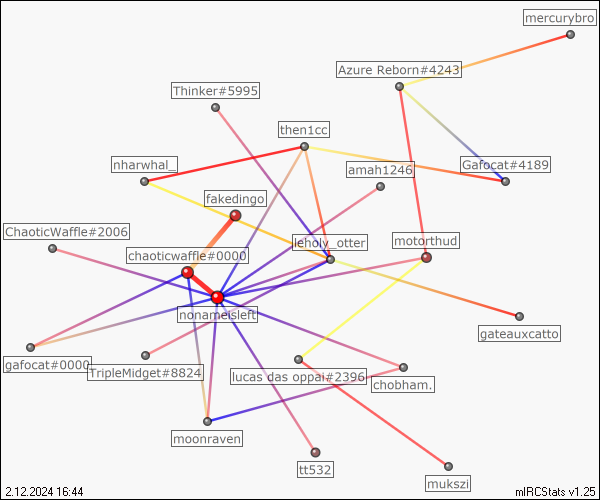 mercurybro
Azure Reborn#4243
Thinker#5995
then1cc
nharwhal_
amah1246
Gafocat#4189
fakedingo
ChaoticWaffle#2006
leholy_otter
motorthud
chaoticwaffle#0000
nonameisleft
gateauxcatto
gafocat#0000
TripleMidget#8824
lucas das oppai#2396
chobham.
moonraven
tt532
mukszi
2.12.2024 16:44
mIRCStats v1.25